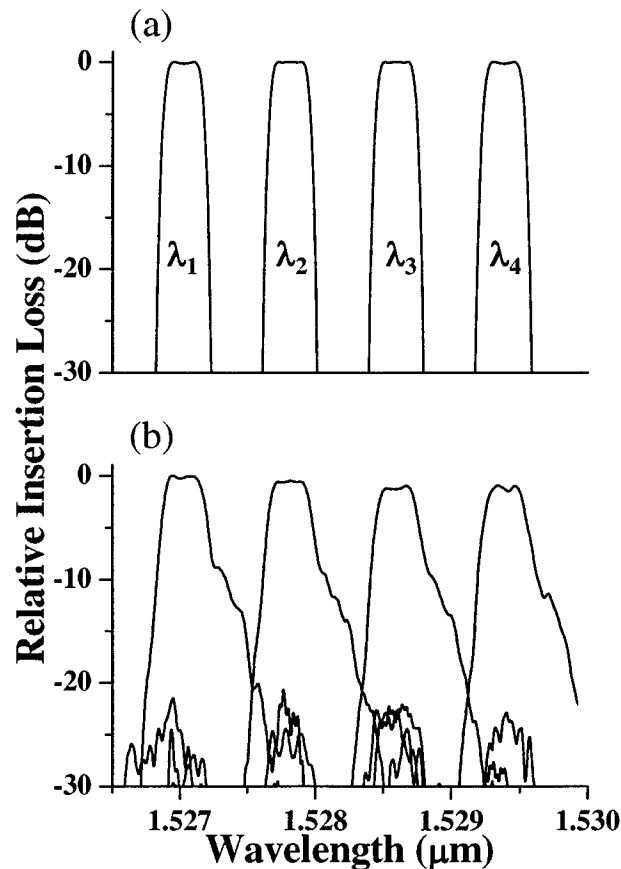 (a)
0
-10
-20
-30
λ1 λ2 λ3 λ4
Relative Insertion Loss (dB)
(b)
0
-10
-20
-30
1.527 1.528 1.529 1.530
Wavelength (μm)